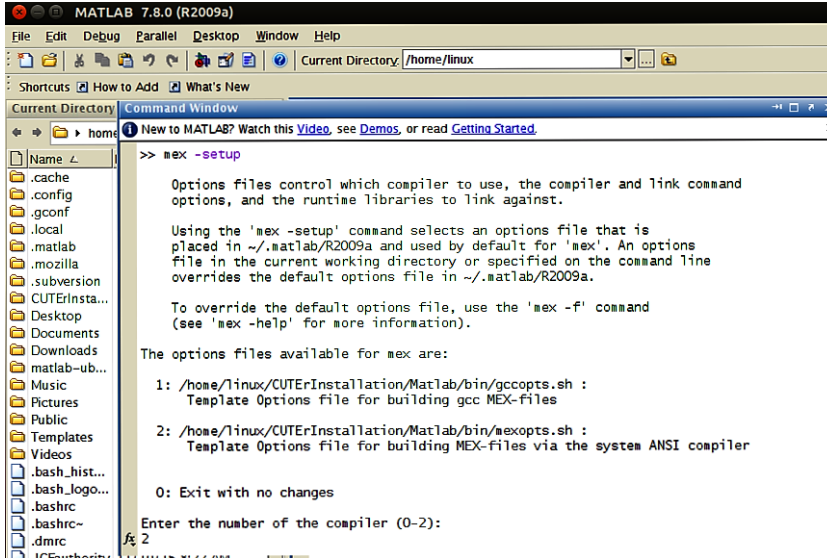 MATLAB 7.8.0 (R2009a)
File Edit Debug Parallel Desktop Window Help
Current Directory: /home/linux
Shortcuts How to Add What's New
Current Directory
Command Window
home
New to MATLAB? Watch this Video, see Demos, or read Getting Started.
Name
.cache
.config
.gconf
.local
.matlab
.mozilla
.subversion
CUTErInsta...
Desktop
Documents
Downloads
matlab-ub...
Music
Pictures
Public
Templates
Videos
.bash_hist...
.bash_logo...
.bashrc
.bashrc~
.dmrc
>> mex -setup
Options files control which compiler to use, the compiler and link command
options, and the runtime libraries to link against.
Using the 'mex -setup' command selects an options file that is
placed in ~/.matlab/R2009a and used by default for 'mex'. An options
file in the current working directory or specified on the command line
overrides the default options file in ~/.matlab/R2009a.
To override the default options file, use the 'mex -f' command
(see 'mex -help' for more information).
The options files available for mex are:
1: /home/linux/CUTErInstallation/Matlab/bin/gccopts.sh :
Template Options file for building gcc MEX-files
2: /home/linux/CUTErInstallation/Matlab/bin/mexopts.sh :
Template Options file for building MEX-files via the system ANSI compiler
0: Exit with no changes
Enter the number of the compiler (0-2):
fx 2